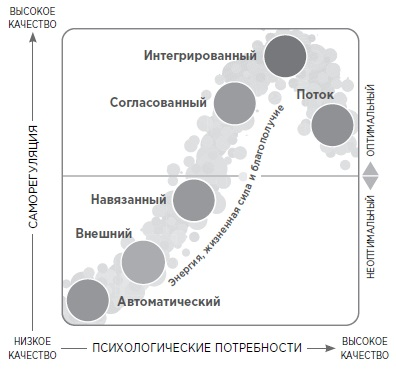 ВЫСОКОЕ
КАЧЕСТВО
Интегрированный
Поток
Согласованный
Навязанный
Внешний
Автоматический
Энергия, жизненная сила и благополучие
САМОРЕГУЛЯЦИЯ
ОПТИМАЛЬНЫЙ
НЕОПТИМАЛЬНЫЙ
НИЗКОЕ
КАЧЕСТВО
ПСИХОЛОГИЧЕСКИЕ ПОТРЕБНОСТИ
ВЫСОКОЕ
КАЧЕСТВО